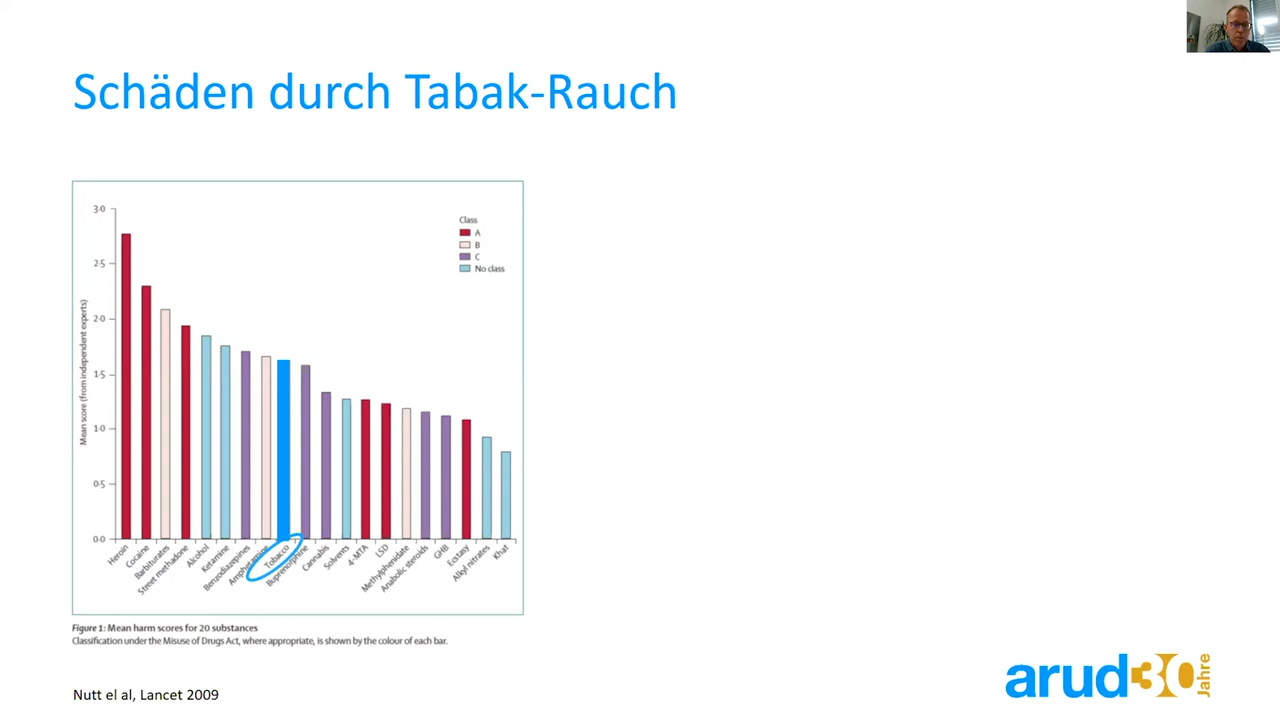 Schäden durch Tabak-Rauch
3·0
2·5
2·0
1·5
1·0
0·5
0·0
Mean score (from independent experts)
Class
A
B
C
No class
Heroin
Cocaine
Barbiturates
Street methadone
Alcohol
Ketamine
Benzodiazepines
Amphetamine
Tobacco
Buprenorphine
Cannabis
Solvents
4-MTA
LSD
Methylphenidate
Anabolic steroids
GHB
Ecstasy
Alkyl nitrates
Khat
Figure 1: Mean harm scores for 20 substances
Classification under the Misuse of Drugs Act, where appropriate, is shown by the colour of each bar.
Nutt el al, Lancet 2009
arud 30 Jahre